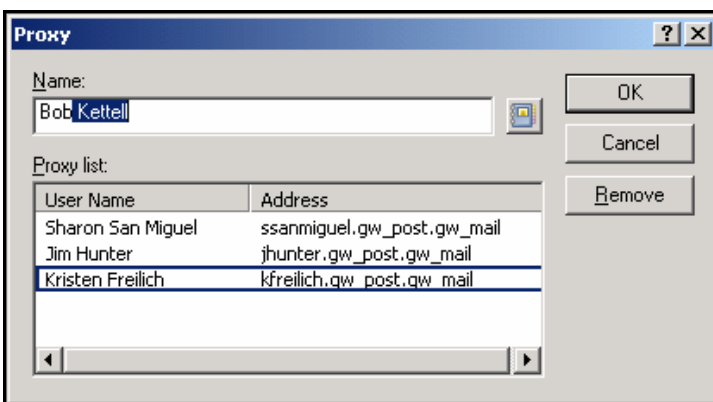 Proxy
Name:
Bob Kettell
OK
Cancel
Proxy list:
Remove
User Name Address
Sharon San Miguel ssanmiguel.gw_post.gw_mail
Jim Hunter jhunter.gw_post.gw_mail
Kristen Freilich kfreilich.gw_post.gw_mail